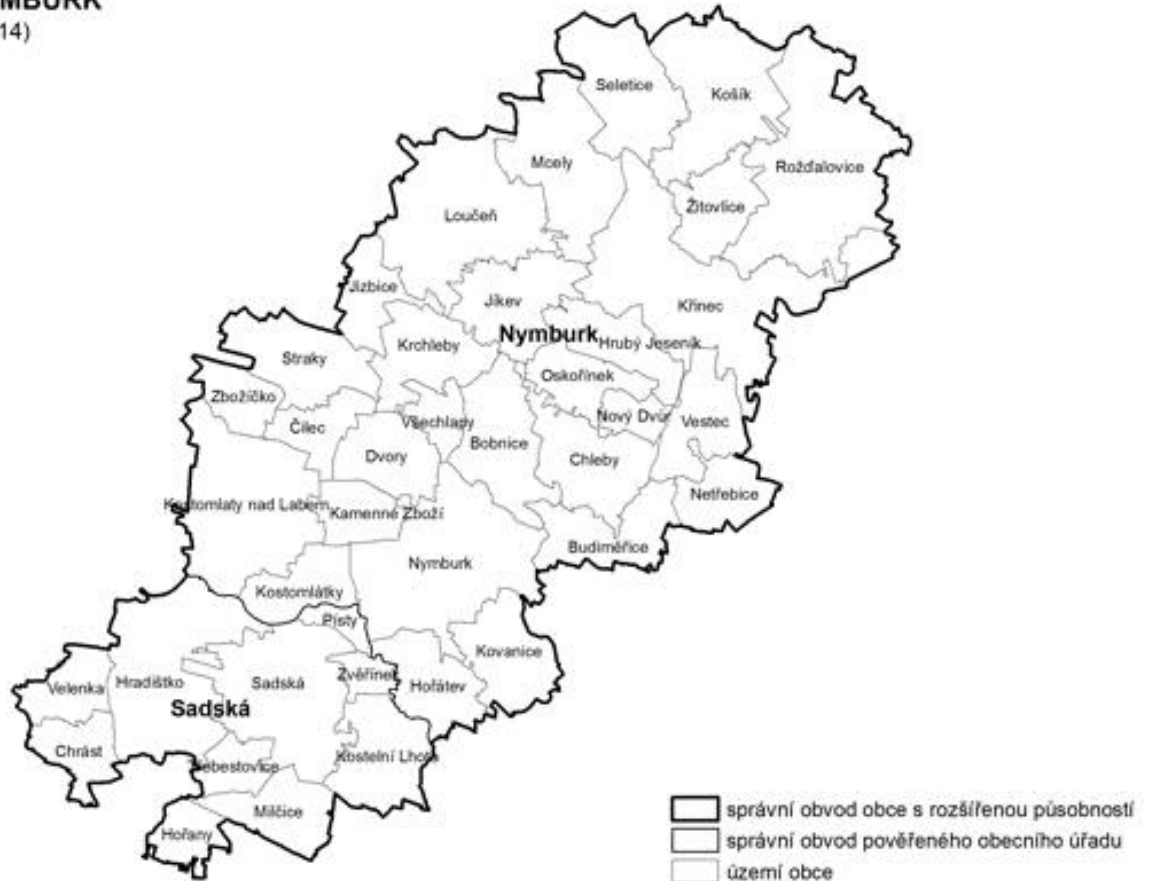 MBURK
14)
Seletice
Košík
Mcely
Rožďalovice
Žitovlice
Loučeň
Jizbice
Jíkev
Křinec
Nymburk
Hrubý Jeseník
Krchleby
Straky
Oskořínek
Zbožíčko
Nový Dvůr
Vestec
Čilec
Všechlapy
Bobnice
Dvory
Chleby
Netřebice
Kostomlaty nad Labem
Kamenné Zboží
Budiměřice
Nymburk
Kostomlátky
Písty
Kovanice
Zvěřínek
Velenka
Hradištko
Sadská
Hořátev
Sadská
Chrást
Kostelní Lhota
Třebestovice
Milčice
Hořany
správní obvod obce s rozšířenou působností
správní obvod pověřeného obecního úřadu
území obce